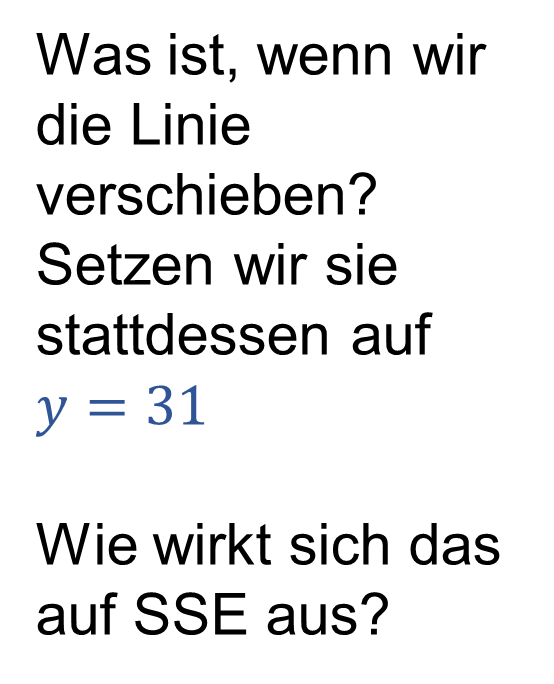 Was ist, wenn wir
die Linie
verschieben?
Setzen wir sie
stattdessen auf
y = 31
Wie wirkt sich das
auf SSE aus?